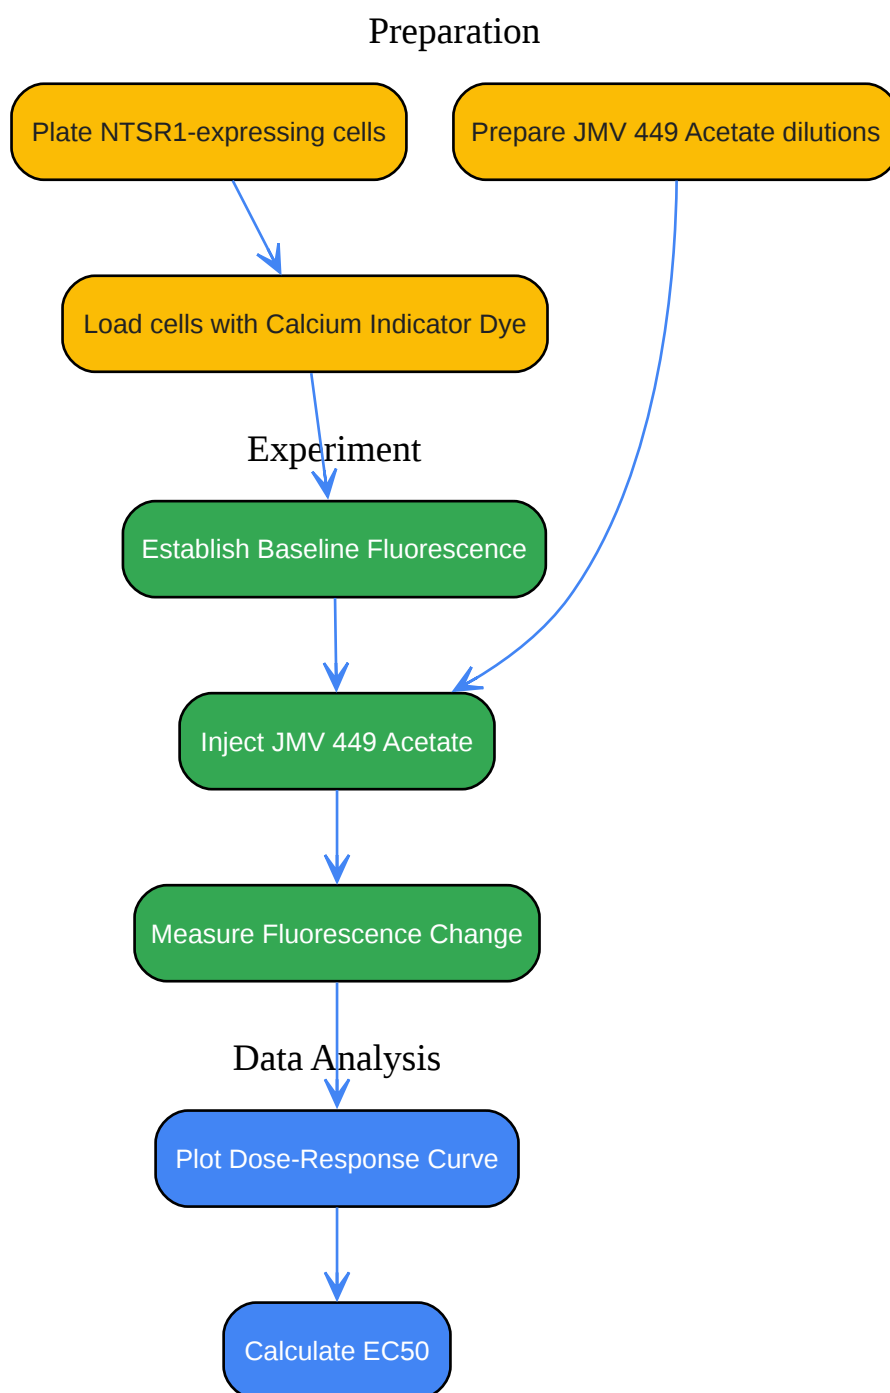 Preparation
Plate NTSR1-expressing cells
Prepare JMV 449 Acetate dilutions
Load cells with Calcium Indicator Dye
Experiment
Establish Baseline Fluorescence
Inject JMV 449 Acetate
Measure Fluorescence Change
Data Analysis
Plot Dose-Response Curve
Calculate EC50